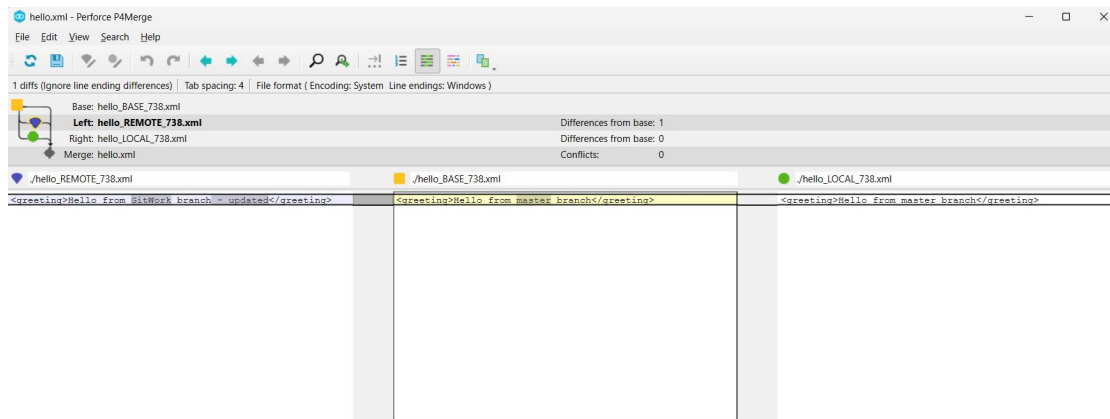 hello.xml - Perforce P4Merge
File Edit View Search Help
1 diffs (Ignore line ending differences) Tab spacing: 4 File format ( Encoding: System Line endings: Windows )
Base: hello_BASE_738.xml
Left: hello_REMOTE_738.xml Differences from base: 1
Right: hello_LOCAL_738.xml Differences from base: 0
Merge: hello.xml Conflicts: 0
./hello_REMOTE_738.xml ./hello_BASE_738.xml ./hello_LOCAL_738.xml
<greeting>Hello from GitWork branch - updated</greeting> <greeting>Hello from master branch</greeting> <greeting>Hello from master branch</greeting>